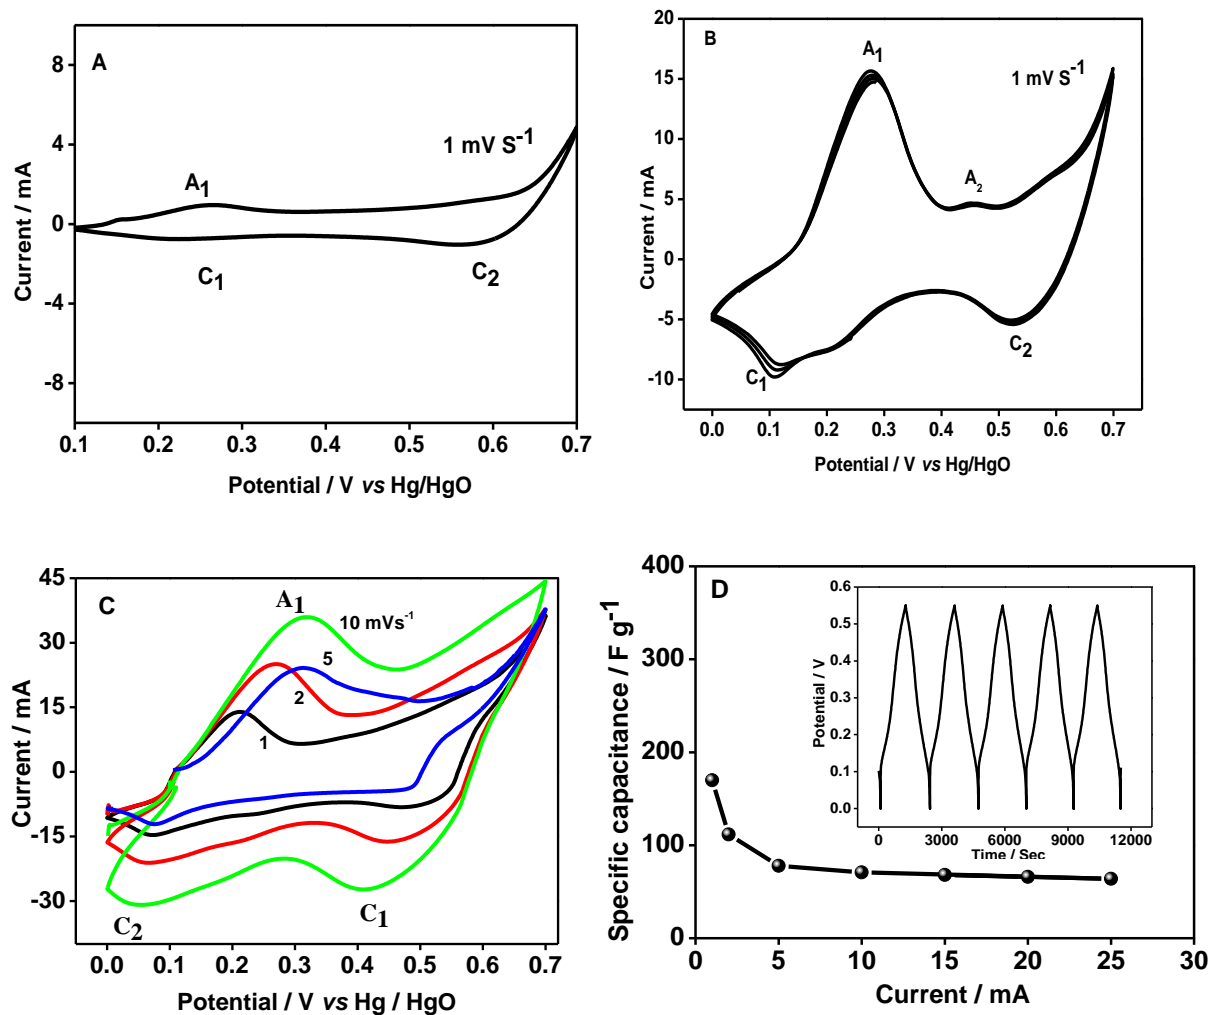 A
8
4
0
-4
-8
Current / mA
A1
C1
C2
1 mV S-1
0.1 0.2 0.3 0.4 0.5 0.6 0.7
Potential / V vs Hg/HgO
B
20
15
10
5
0
-5
-10
Current / mA
A1
A2
C1
C2
1 mV S-1
0.0 0.1 0.2 0.3 0.4 0.5 0.6 0.7
Potential / V vs Hg/HgO
C
45
30
15
0
-15
-30
Current / mA
A1
10 mVs-1
5
2
1
C2
C1
0.0 0.1 0.2 0.3 0.4 0.5 0.6 0.7
Potential / V vs Hg / HgO
D
400
300
200
100
0
Specific capacitance / F g-1
0.6
0.5
0.4
0.3
0.2
0.1
0.0
Potential / V
0 3000 6000 9000 12000
Time / Sec
0 5 10 15 20 25 30
Current / mA